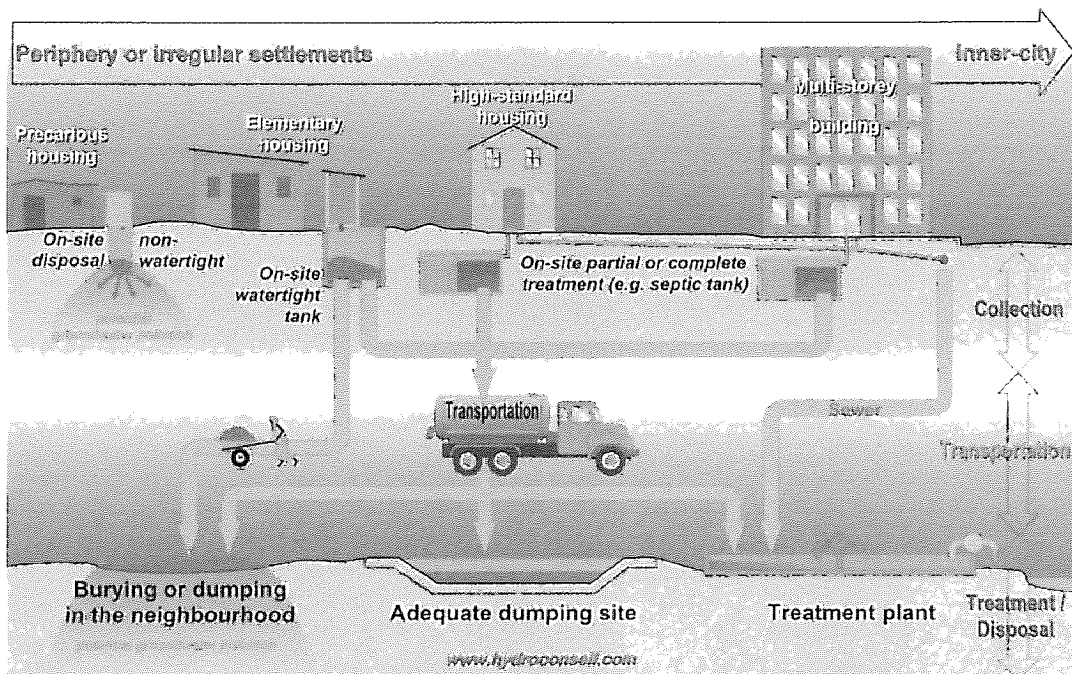 Periphery or irregular settlements
Inner-city
Precarious
housing
Elementary
housing
High-standard
housing
Multi-storey
building
On-site
disposal
non-
watertight
On-site
watertight
tank
On-site partial or complete
treatment (e.g. septic tank)
Collection
Transportation
Sewer
Transportation
Burying or dumping
in the neighbourhood
Adequate dumping site
Treatment plant
Treatment /
Disposal
www.hydroconseil.com